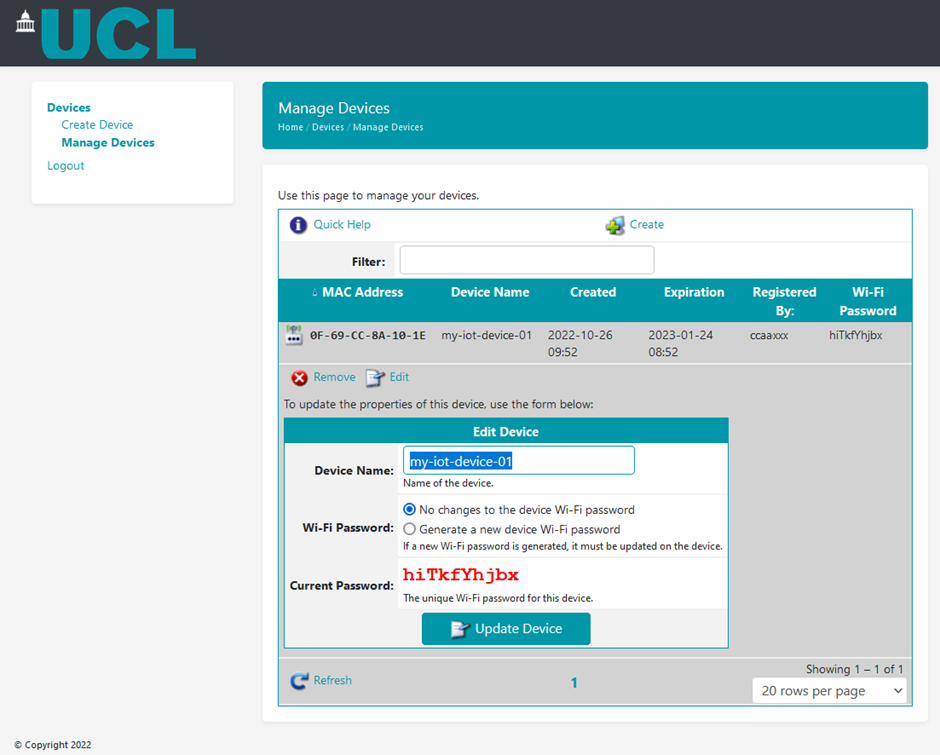 UCL
Devices
Create Device
Manage Devices
Logout
Manage Devices
Home / Devices / Manage Devices
Use this page to manage your devices.
Quick Help
Create
Filter:
MAC Address Device Name Created Expiration Registered By: Wi-Fi Password
0F-69-CC-8A-10-1E my-iot-device-01 2022-10-26 09:52 2023-01-24 08:52 ccaaxxx hiTkfYhjbx
Remove Edit
To update the properties of this device, use the form below:
Edit Device
Device Name: my-iot-device-01
Name of the device.
Wi-Fi Password:
No changes to the device Wi-Fi password
Generate a new device Wi-Fi password
If a new Wi-Fi password is generated, it must be updated on the device.
Current Password: hiTkfYhjbx
The unique Wi-Fi password for this device.
Update Device
Refresh
1
Showing 1 – 1 of 1
20 rows per page
© Copyright 2022